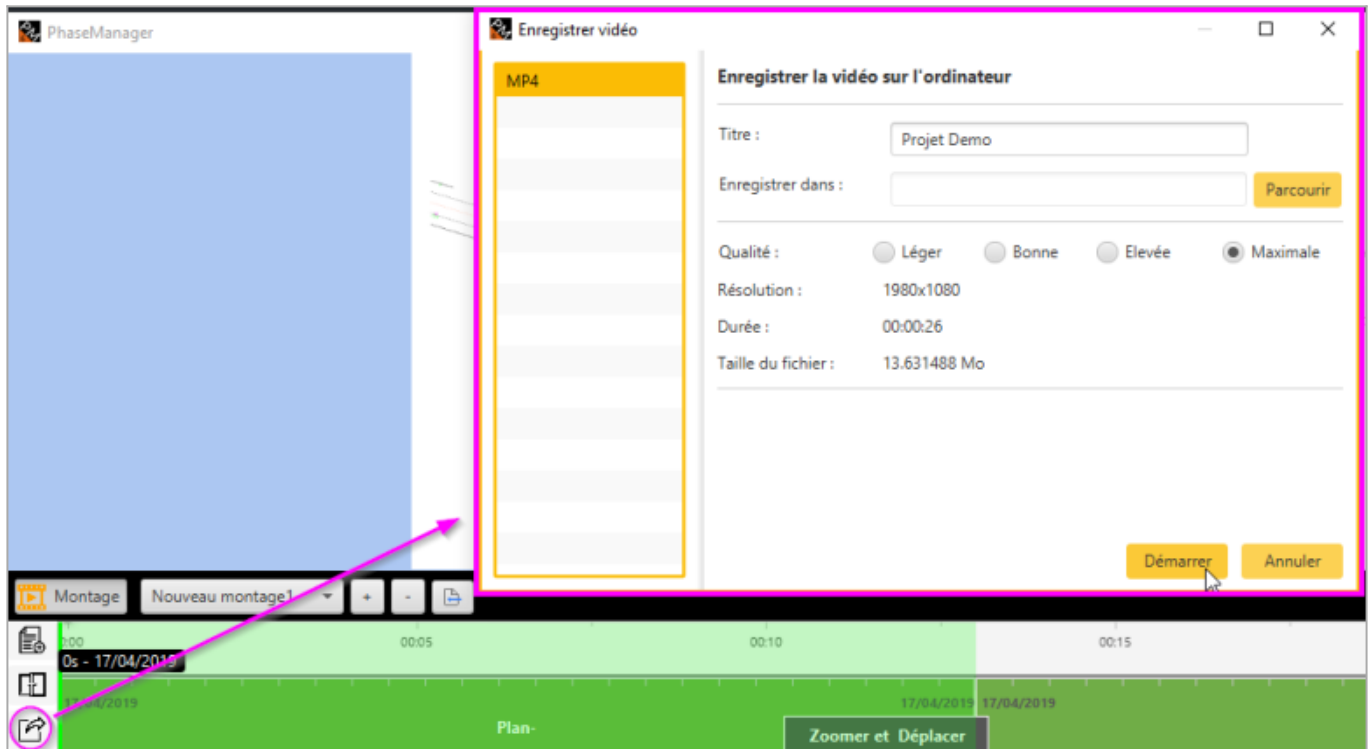 PhaseManager
Enregistrer vidéo
MP4
Enregistrer la vidéo sur l'ordinateur
Titre :
Projet Demo
Enregistrer dans :
Parcourir
Qualité :
Léger
Bonne
Elevée
Maximale
Résolution :
1980x1080
Durée :
00:00:26
Taille du fichier :
13.631488 Mo
Démarrer
Annuler
Montage
Nouveau montage1
+
-
0:00
00:05
00:10
00:15
0s - 17/04/2019
17/04/2019
17/04/2019
17/04/2019
Plan-
Zoomer et Déplacer